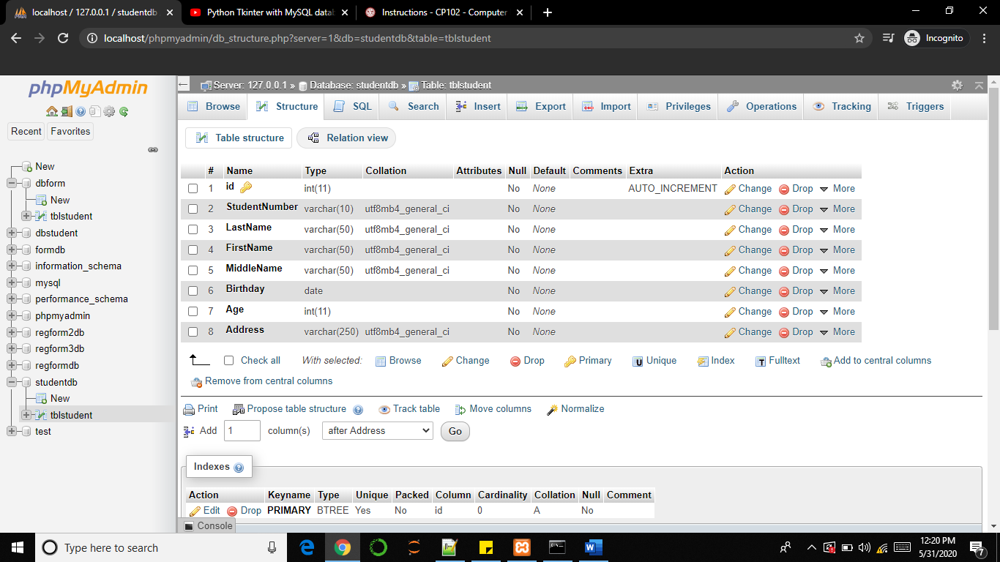 localhost / 127.0.0.1 / studentdb
Python Tkinter with MySQL datab
Instructions - CP102 - Computer
localhost/phpmyadmin/db_structure.php?server=1&db=studentdb&table=tblstudent
Incognito
phpMyAdmin
Recent Favorites
New
dbform
New
tblstudent
dbstudent
formdb
information_schema
mysql
performance_schema
phpmyadmin
regform2db
regform3db
regformdb
studentdb
New
tblstudent
test
Server: 127.0.0.1 » Database: studentdb » Table: tblstudent
Browse Structure SQL Search Insert Export Import Privileges Operations Tracking Triggers
Table structure Relation view
# Name Type Collation Attributes Null Default Comments Extra Action
1 id int(11) No None AUTO_INCREMENT Change Drop More
2 StudentNumber varchar(10) utf8mb4_general_ci No None Change Drop More
3 LastName varchar(50) utf8mb4_general_ci No None Change Drop More
4 FirstName varchar(50) utf8mb4_general_ci No None Change Drop More
5 MiddleName varchar(50) utf8mb4_general_ci No None Change Drop More
6 Birthday date No None Change Drop More
7 Age int(11) No None Change Drop More
8 Address varchar(250) utf8mb4_general_ci No None Change Drop More
Check all With selected: Browse Change Drop Primary Unique Index Fulltext Add to central columns
Remove from central columns
Print Propose table structure Track table Move columns Normalize
Add 1 column(s) after Address Go
Indexes
Action Keyname Type Unique Packed Column Cardinality Collation Null Comment
Edit Drop PRIMARY BTREE Yes No id 0 A No
Console
Type here to search
12:20 PM
5/31/2020
7